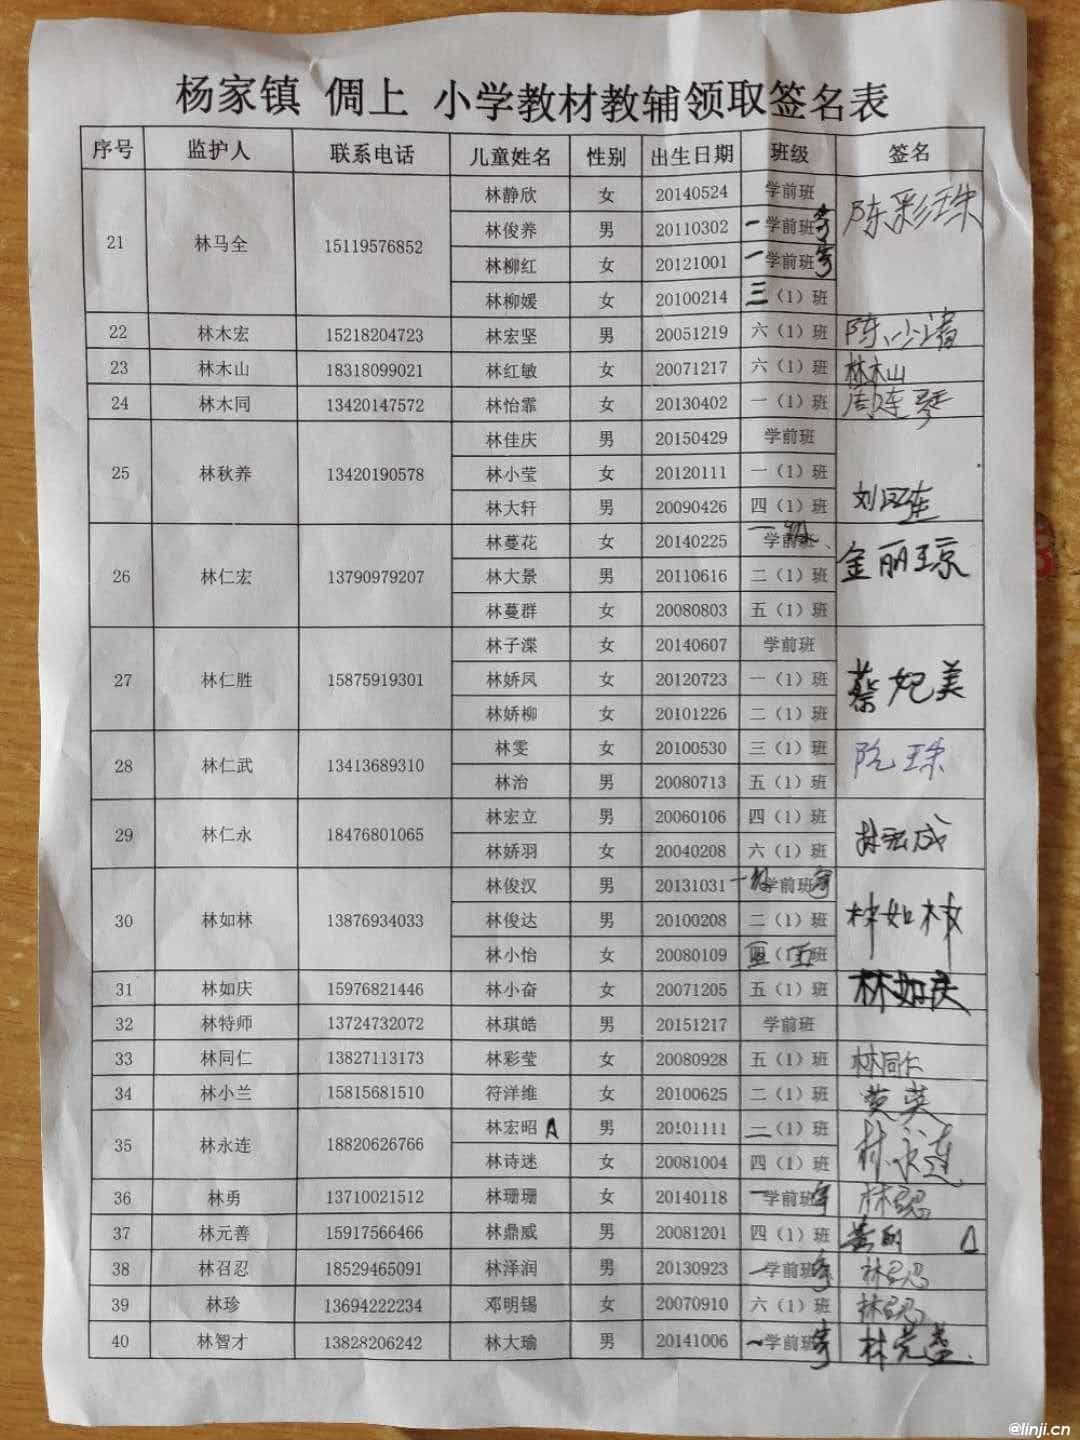 杨家镇 倜上 小学教材教辅领取签名表
序号 监护人 联系电话 儿童姓名 性别 出生日期 班级 签名
21 林马全 15119576852 林静欣 女 20140524 学前班 陈彩珠
林俊养 男 20110302 一学前班
林柳红 女 20121001 一学前班
林柳媛 女 20100214 三（1）班
22 林木宏 15218204723 林宏坚 男 20051219 六（1）班
23 林木山 18318099021 林红敏 女 20071217 六（1）班 林木山
24 林木同 13420147572 林怡霏 女 20130402 一（1）班 周连琴
25 林秋养 13420190578 林佳庆 男 20150429 学前班
林小莹 女 20120111 一（1）班
林大轩 男 20090426 四（1）班
26 林仁宏 13790979207 林蔓花 女 20140225 一级 学前班 金丽琼
林大景 男 20110616 二（1）班
林蔓群 女 20080803 五（1）班
27 林仁胜 15875919301 林子渫 女 20140607 学前班 蔡妃美
林娇凤 女 20120723 一（1）班
林娇柳 女 20101226 二（1）班
28 林仁武 13413689310 林雯 女 20100530 三（1）班
林治 男 20080713 五（1）班
29 林仁永 18476801065 林宏立 男 20060106 四（1）班 林宏成
林娇羽 女 20040208 六（1）班
30 林如林 13876934033 林俊汉 男 20131031 一级学前班 林如林
林俊达 男 20100208 二（1）班
林小怡 女 20080109 五班
31 林如庆 15976821446 林小奋 女 20071205 五（1）班 林如庆
32 林特师 13724732072 林琪皓 男 20151217 学前班
33 林同仁 13827113173 林彩莹 女 20080928 五（1）班 林同仁
34 林小兰 15815681510 符洋维 女 20100625 二（1）班 黄英
35 林永连 18820626766 林宏昭 A 男 20101111 二（1）班 林永连
林诗迷 女 20081004 四（1）班
36 林勇 13710021512 林珊珊 女 20140118 一学前班 林召忍
37 林元善 15917566466 林鼎威 男 20081201 四（1）班
38 林召忍 18529465091 林泽润 男 20130923 一学前班 林召忍
39 林珍 13694222234 邓明锡 女 20070910 六（1）班 林召忍
40 林智才 13828206242 林大瑜 男 20141006 一学前班
@linji.cn